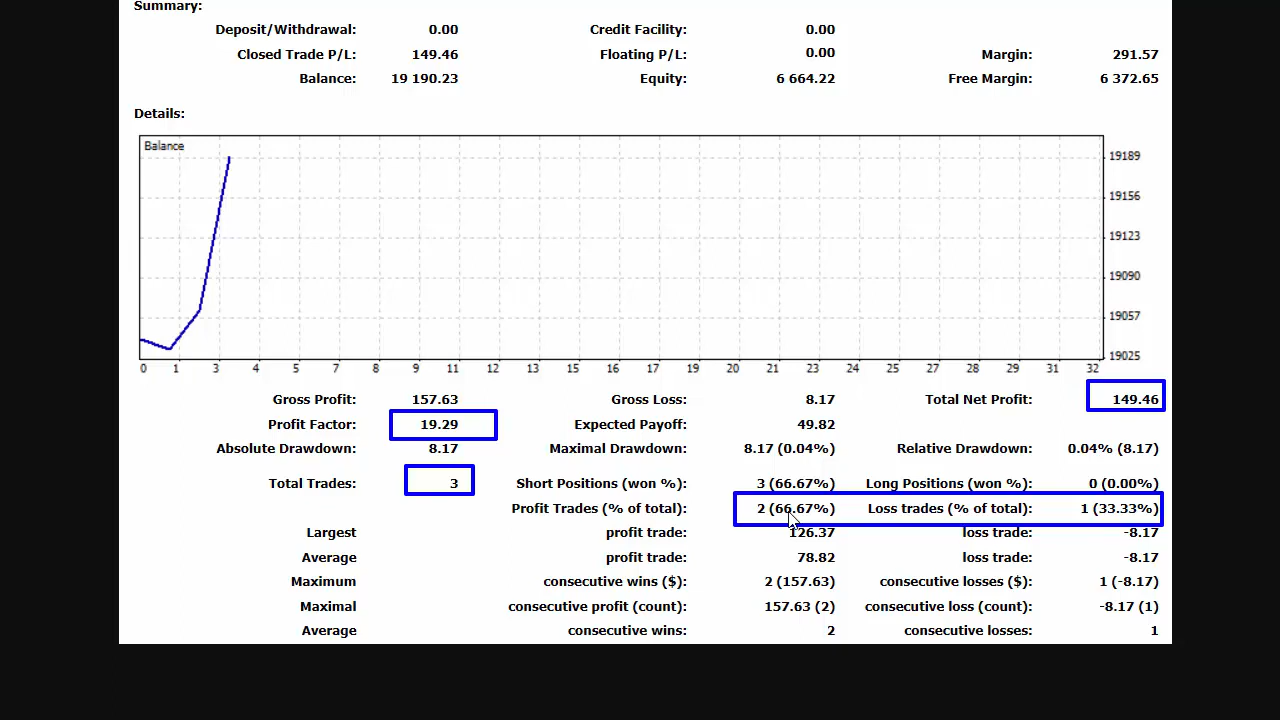 Summary:
Deposit/Withdrawal: 0.00 Credit Facility: 0.00
Closed Trade P/L: 149.46 Floating P/L: 0.00 Margin: 291.57
Balance: 19 190.23 Equity: 6 664.22 Free Margin: 6 372.65
Details:
Balance
19189
19156
19123
19090
19057
19025
0 1 3 4 5 7 8 9 11 12 13 15 16 17 19 20 21 23 24 25 27 28 29 31 32
Gross Profit: 157.63 Gross Loss: 8.17 Total Net Profit: 149.46
Profit Factor: 19.29 Expected Payoff: 49.82
Absolute Drawdown: 8.17 Maximal Drawdown: 8.17 (0.04%) Relative Drawdown: 0.04% (8.17)
Total Trades: 3 Short Positions (won %): 3 (66.67%) Long Positions (won %): 0 (0.00%)
Profit Trades (% of total): 2 (66.67%) Loss trades (% of total): 1 (33.33%)
Largest profit trade: 126.37 loss trade: -8.17
Average profit trade: 78.82 loss trade: -8.17
Maximum consecutive wins ($): 2 (157.63) consecutive losses ($): 1 (-8.17)
Maximal consecutive profit (count): 157.63 (2) consecutive loss (count): -8.17 (1)
Average consecutive wins: 2 consecutive losses: 1